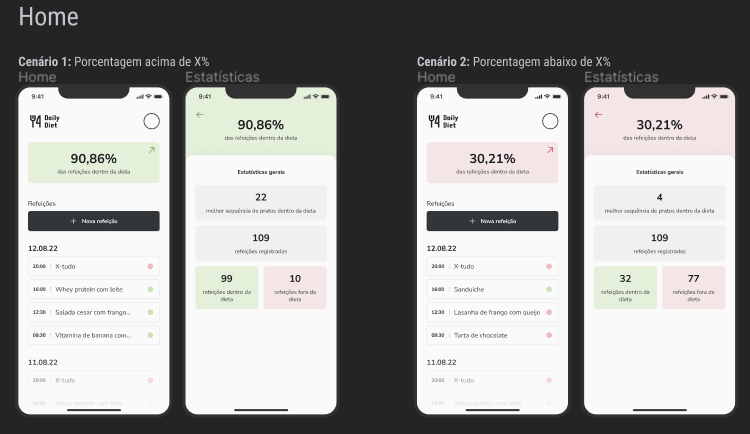 Home
Cenário 1: Porcentagem acima de X%
Home
9:41
Daily
Diet
90,86%
das refeições dentro da dieta
Refeições
+ Nova refeição
12.08.22
20:00 | X-tudo
16:00 | Whey protein com leite
12:30 | Salada cesar com frango...
09:30 | Vitamina de banana com...
11.08.22
20:00 | X-tudo
16:00 | Whey protein com leite
Estatísticas
9:41
90,86%
das refeições dentro da dieta
Estatísticas gerais
22
melhor sequência de pratos dentro da dieta
109
refeições registradas
99
refeições dentro da
dieta
10
refeições fora da
dieta
Cenário 2: Porcentagem abaixo de X%
Home
9:41
Daily
Diet
30,21%
das refeições dentro da dieta
Refeições
+ Nova refeição
12.08.22
20:00 | X-tudo
16:00 | Sanduíche
12:30 | Lasanha de frango com queijo
09:30 | Torta de chocolate
11.08.22
20:00 | X-tudo
16:00 | Whey protein com leite
Estatísticas
9:41
30,21%
das refeições dentro da dieta
Estatísticas gerais
4
melhor sequência de pratos dentro da dieta
109
refeições registradas
32
refeições dentro da
dieta
77
refeições fora da
dieta